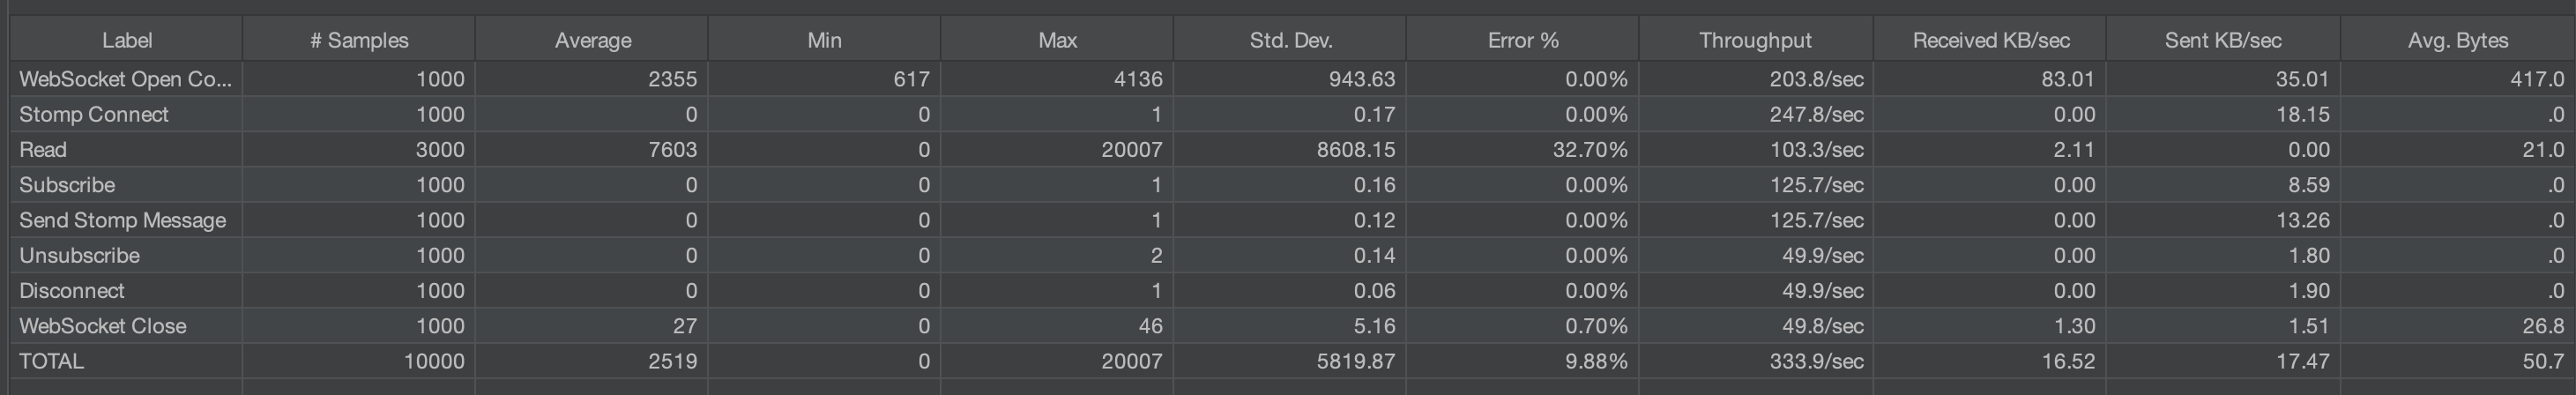 Label # Samples Average Min Max Std. Dev. Error % Throughput Received KB/sec Sent KB/sec Avg. Bytes
WebSocket Open Co... 1000 2355 617 4136 943.63 0.00% 203.8/sec 83.01 35.01 417.0
Stomp Connect 1000 0 0 1 0.17 0.00% 247.8/sec 0.00 18.15 .0
Read 3000 7603 0 20007 8608.15 32.70% 103.3/sec 2.11 0.00 21.0
Subscribe 1000 0 0 1 0.16 0.00% 125.7/sec 0.00 8.59 .0
Send Stomp Message 1000 0 0 1 0.12 0.00% 125.7/sec 0.00 13.26 .0
Unsubscribe 1000 0 0 2 0.14 0.00% 49.9/sec 0.00 1.80 .0
Disconnect 1000 0 0 1 0.06 0.00% 49.9/sec 0.00 1.90 .0
WebSocket Close 1000 27 0 46 5.16 0.70% 49.8/sec 1.30 1.51 26.8
TOTAL 10000 2519 0 20007 5819.87 9.88% 333.9/sec 16.52 17.47 50.7